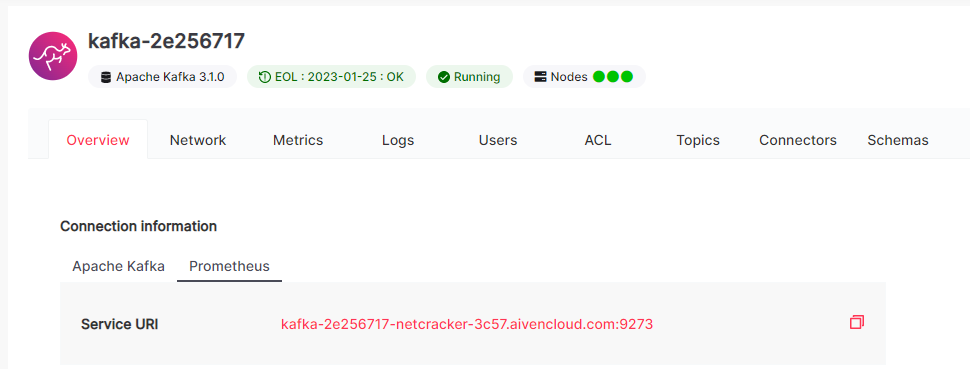 kafka-2e256717
Apache Kafka 3.1.0 EOL : 2023-01-25 : OK Running Nodes
Overview Network Metrics Logs Users ACL Topics Connectors Schemas
Connection information
Apache Kafka Prometheus
Service URI kafka-2e256717-netcracker-3c57.aivencloud.com:9273